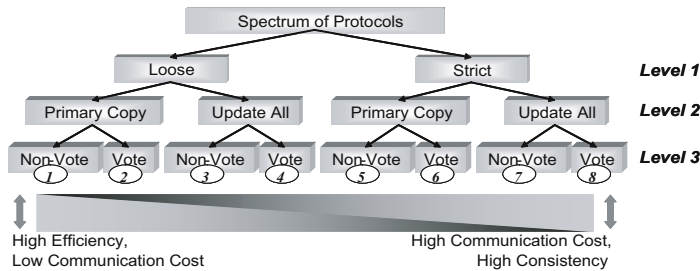 Spectrum of Protocols
Loose Strict Level 1
Primary Copy Update All Primary Copy Update All Level 2
Non-Vote Vote Non-Vote Vote Non-Vote Vote Non-Vote Vote Level 3
1 2 3 4 5 6 7 8
High Efficiency, High Communication Cost,
Low Communication Cost High Consistency